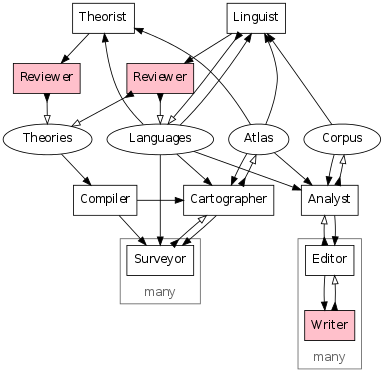 Theorist
Linguist
Reviewer
Reviewer
Theories
Languages
Atlas
Corpus
Compiler
Cartographer
Analyst
Surveyor
many
Editor
Writer
many